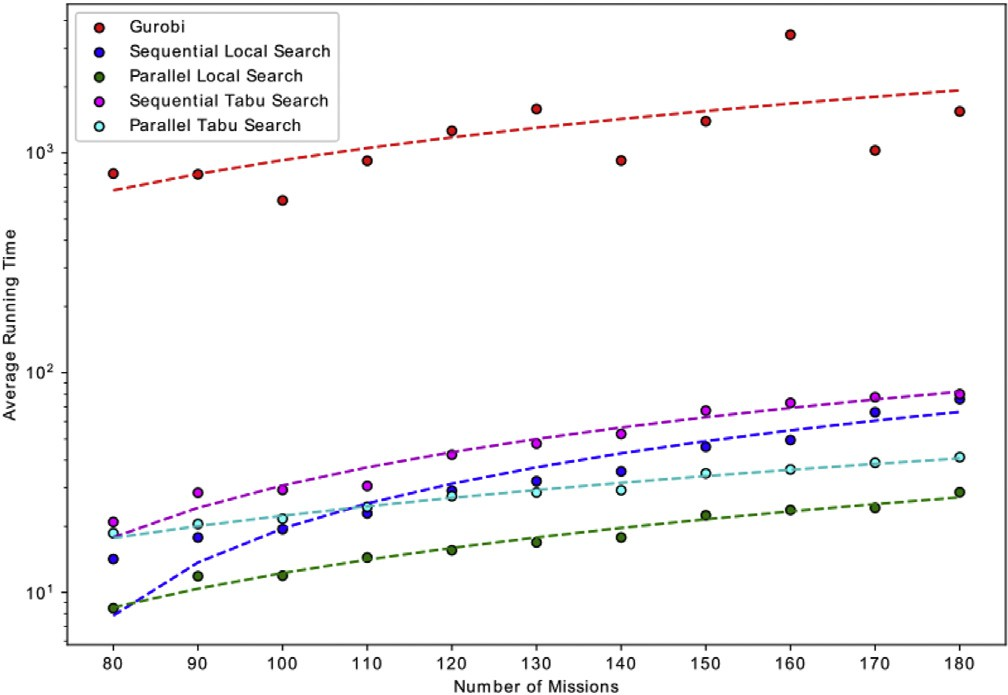 Gurobi
Sequential Local Search
Parallel Local Search
Sequential Tabu Search
Parallel Tabu Search
10³
10²
10¹
Average Running Time
80 90 100 110 120 130 140 150 160 170 180
Number of Missions